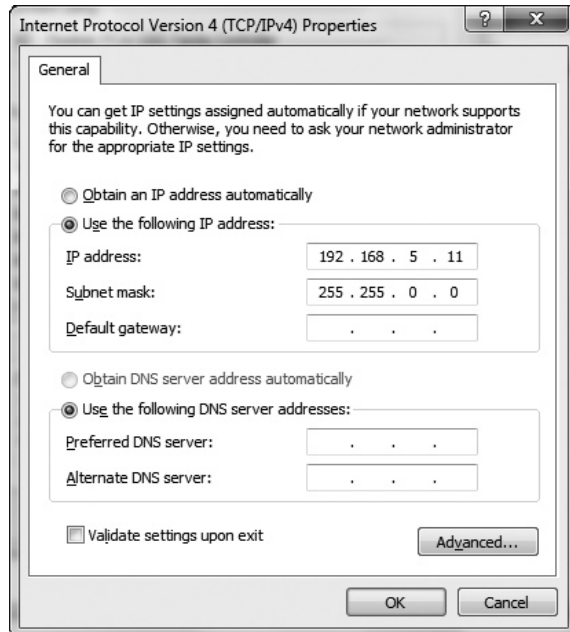 Internet Protocol Version 4 (TCP/IPv4) Properties
General
You can get IP settings assigned automatically if your network supports
this capability. Otherwise, you need to ask your network administrator
for the appropriate IP settings.
Obtain an IP address automatically
Use the following IP address:
IP address: 192 . 168 . 5 . 11
Subnet mask: 255 . 255 . 0 . 0
Default gateway: . . .
Obtain DNS server address automatically
Use the following DNS server addresses:
Preferred DNS server: . . .
Alternate DNS server: . . .
Validate settings upon exit
Advanced...
OK Cancel